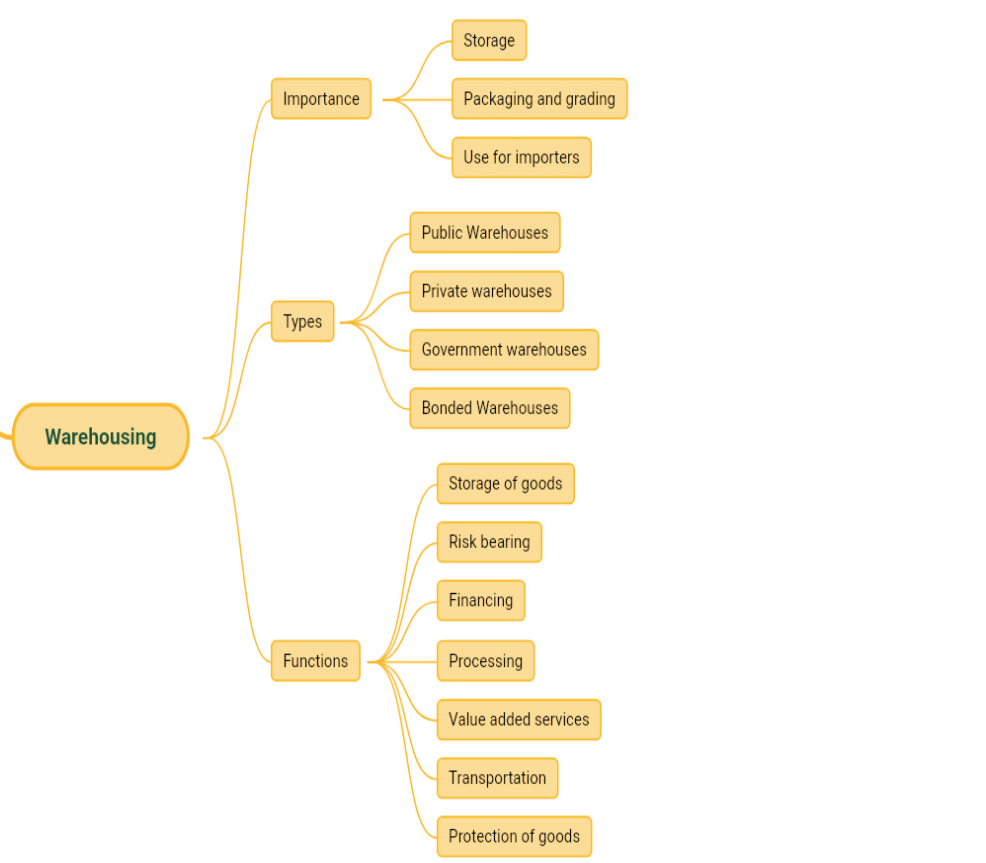 Warehousing
Importance
Storage
Packaging and grading
Use for importers
Types
Public Warehouses
Private warehouses
Government warehouses
Bonded Warehouses
Functions
Storage of goods
Risk bearing
Financing
Processing
Value added services
Transportation
Protection of goods